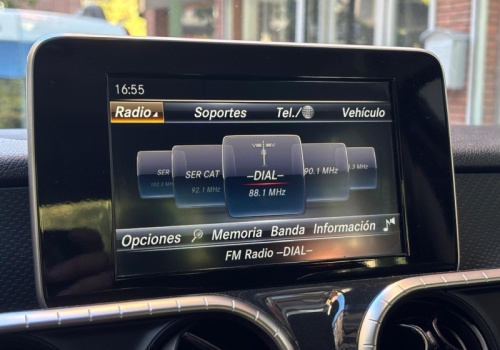 16:55
Radio Soportes Tel./ Vehículo
SER SER CAT –DIAL– 90.1 MHz
92.1 MHz 88.1 MHz
Opciones Memoria Banda Información
FM Radio –DIAL–